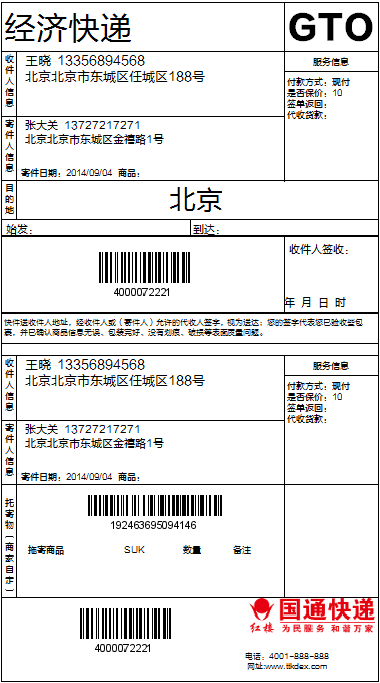 经济快递
GTO
收件人信息
王晓 13356894568
北京北京市东城区任城区188号
服务信息
付款方式：现付
是否保价：10
签单返回：
代收货款：
寄件人信息
张大关 13727217271
北京北京市东城区金禧路1号
寄件日期：2014/09/04 商品：
目的地
北京
始发：
到达：
4000072221
收件人签收：
年 月 日 时
快件送收件人地址，经收件人或（寄件人）允许的代收人签字，视为送达；您的签字代表您已验收些包
裹，并已确认商品信息无误，包装完好、没有划痕、破损等表面质量问题。
收件人信息
王晓 13356894568
北京北京市东城区任城区188号
服务信息
付款方式：现付
是否保价：10
签单返回：
代收货款：
寄件人信息
张大关 13727217271
北京北京市东城区金禧路1号
寄件日期：2014/09/04 商品：
托寄物（商家自定）
192463695094146
拖寄商品 SUK 数量 备注
4000072221
红楼
国通快递
为民服务 和谐万家
电话：4001-888-888
网址:www.ttkdex.com